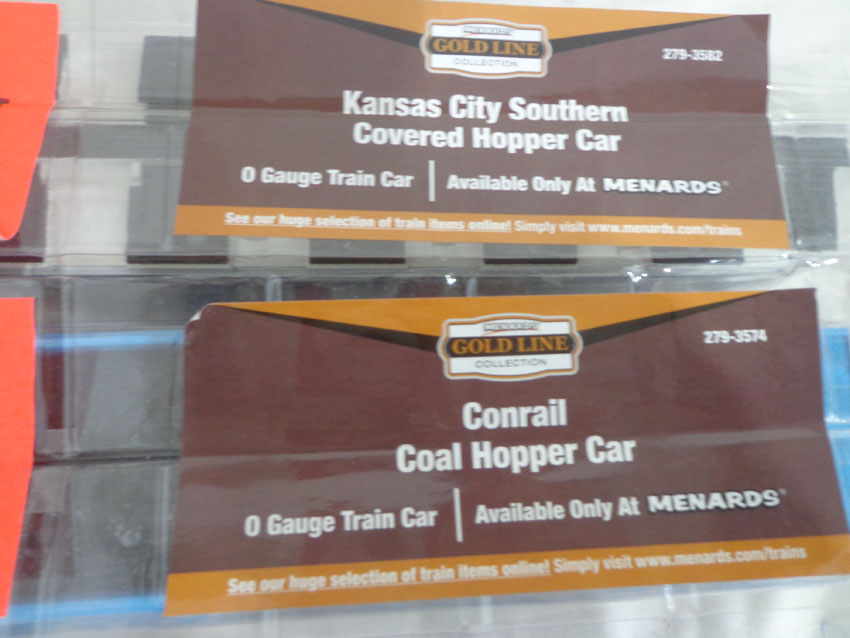 MENARDS
GOLD LINE
COLLECTION
279-3582
Kansas City Southern
Covered Hopper Car
O Gauge Train Car | Available Only At MENARDS®
See our huge selection of train items online! Simply visit www.menards.com/trains
MENARDS
GOLD LINE
COLLECTION
279-3574
Conrail
Coal Hopper Car
O Gauge Train Car | Available Only At MENARDS®
See our huge selection of train items online! Simply visit www.menards.com/trains